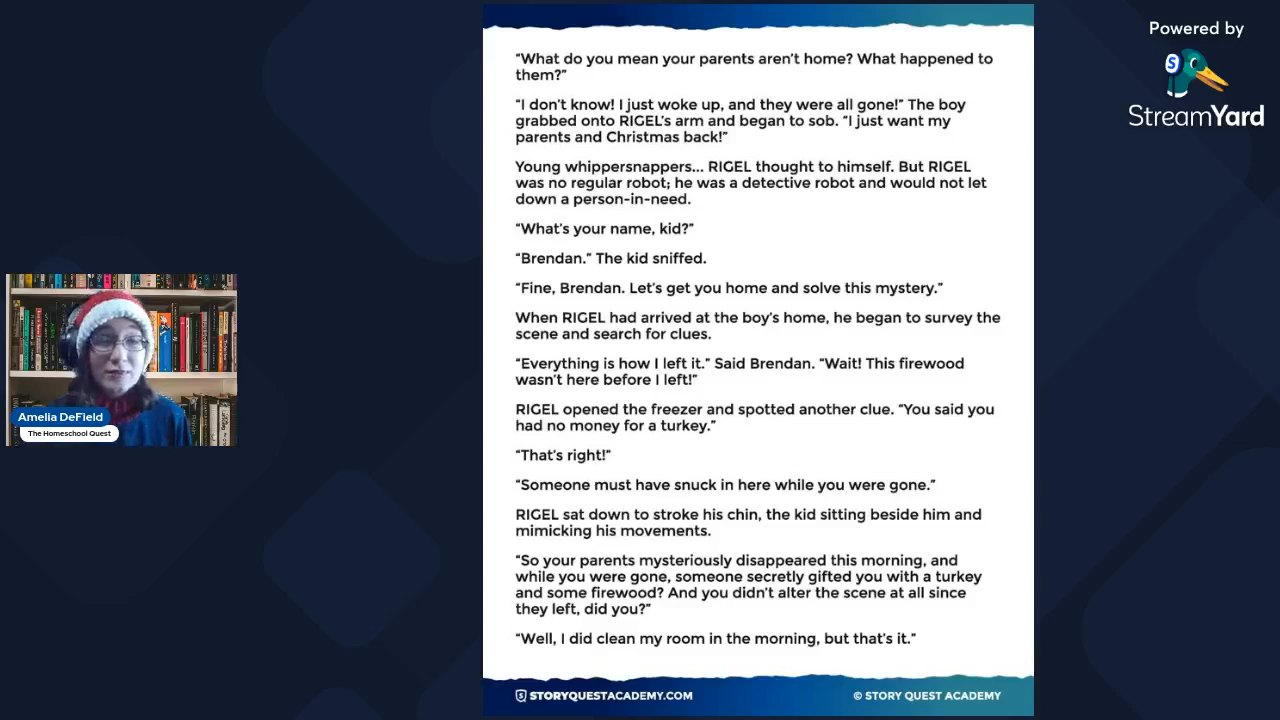 Powered by
StreamYard
“What do you mean your parents aren’t home? What happened to
them?”
“I don’t know! I just woke up, and they were all gone!” The boy
grabbed onto RIGEL’s arm and began to sob. “I just want my
parents and Christmas back!”
Young whippersnappers... RIGEL thought to himself. But RIGEL
was no regular robot; he was a detective robot and would not let
down a person-in-need.
“What’s your name, kid?”
“Brendan.” The kid sniffed.
“Fine, Brendan. Let’s get you home and solve this mystery.”
When RIGEL had arrived at the boy’s home, he began to survey the
scene and search for clues.
“Everything is how I left it.” Said Brendan. “Wait! This firewood
wasn’t here before I left!”
RIGEL opened the freezer and spotted another clue. “You said you
had no money for a turkey.”
“That’s right!”
“Someone must have snuck in here while you were gone.”
RIGEL sat down to stroke his chin, the kid sitting beside him and
mimicking his movements.
“So your parents mysteriously disappeared this morning, and
while you were gone, someone secretly gifted you with a turkey
and some firewood? And you didn’t alter the scene at all since
they left, did you?”
“Well, I did clean my room in the morning, but that’s it.”
STORYQUESTACADEMY.COM
© STORY QUEST ACADEMY
Amelia DeField
The Homeschool Quest